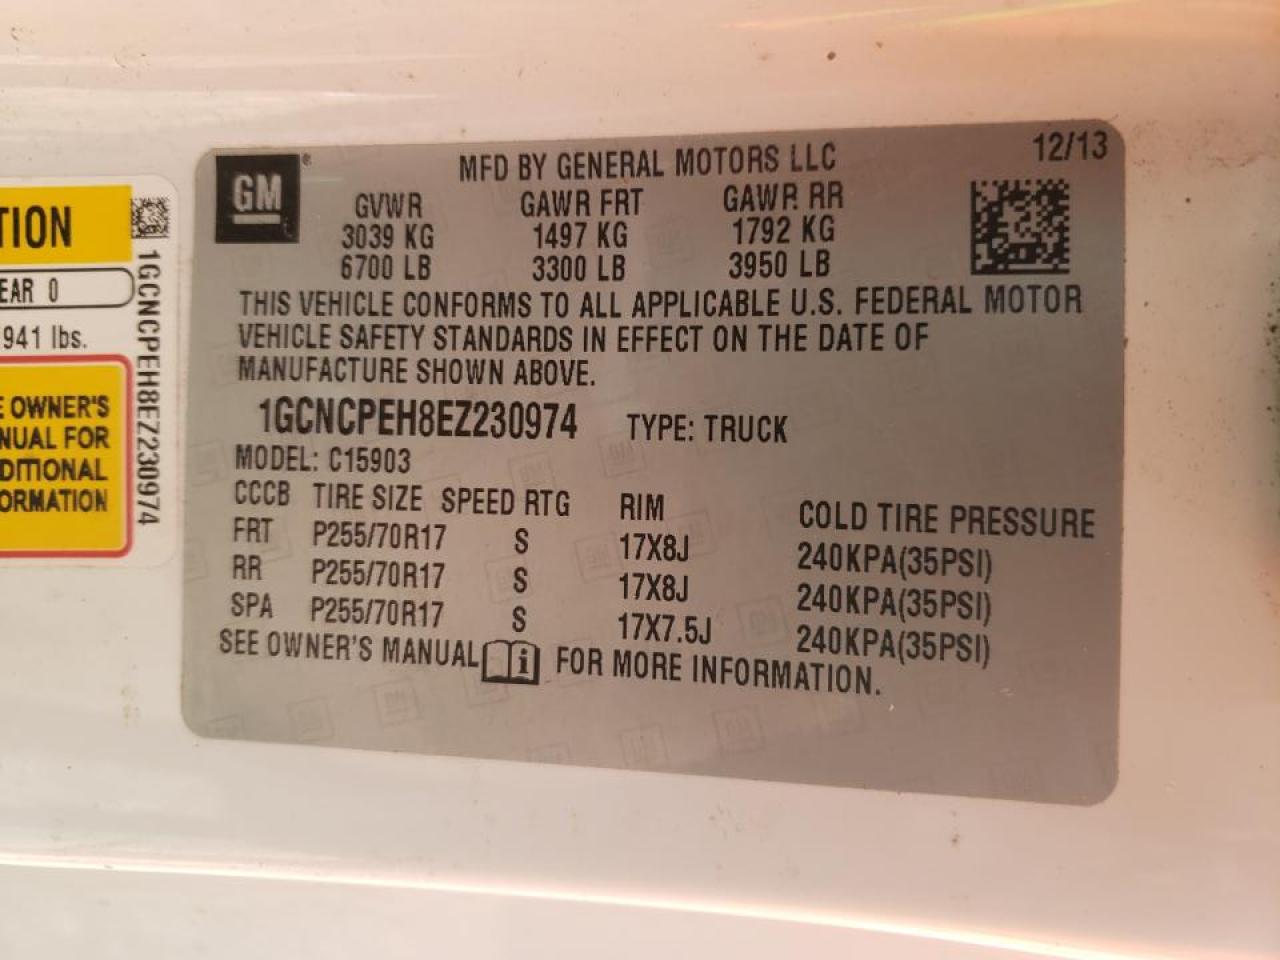 TION
EAR 0
941 lbs.
E OWNER'S
NUAL FOR
DITIONAL
ORMATION
1GCNCPEH8EZ230974
GM®
MFD BY GENERAL MOTORS LLC 12/13
GVWR GAWR FRT GAWR RR
3039 KG 1497 KG 1792 KG
6700 LB 3300 LB 3950 LB
THIS VEHICLE CONFORMS TO ALL APPLICABLE U.S. FEDERAL MOTOR
VEHICLE SAFETY STANDARDS IN EFFECT ON THE DATE OF
MANUFACTURE SHOWN ABOVE.
1GCNCPEH8EZ230974 TYPE: TRUCK
MODEL: C15903
CCCB TIRE SIZE SPEED RTG RIM COLD TIRE PRESSURE
FRT P255/70R17 S 17X8J 240KPA(35PSI)
RR P255/70R17 S 17X8J 240KPA(35PSI)
SPA P255/70R17 S 17X7.5J 240KPA(35PSI)
SEE OWNER'S MANUAL i FOR MORE INFORMATION.